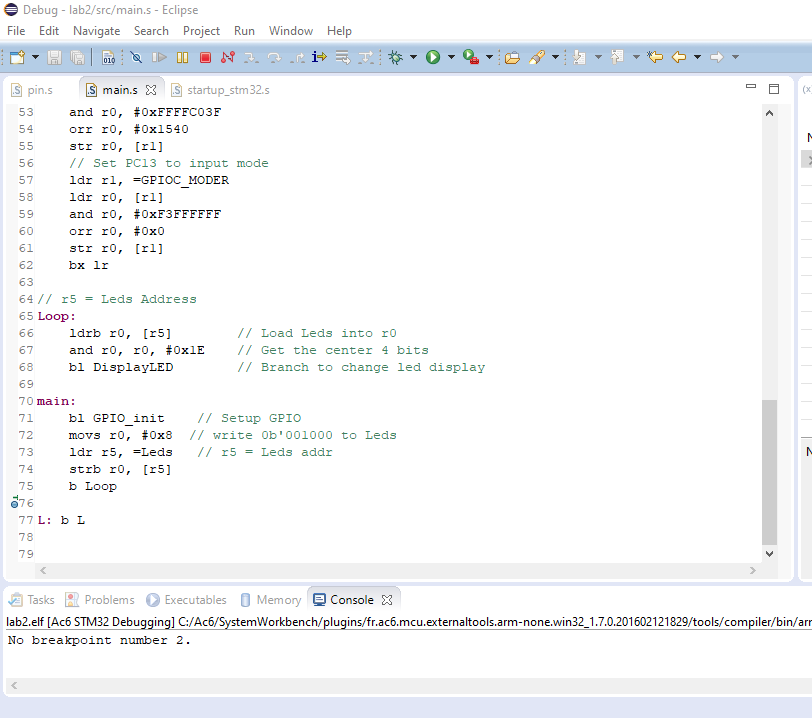 Debug - lab2/src/main.s - Eclipse
File Edit Navigate Search Project Run Window Help
pin.s main.s startup_stm32.s
53     and r0, #0xFFFFC03F
54     orr r0, #0x1540
55     str r0, [r1]
56     // Set PC13 to input mode
57     ldr r1, =GPIOC_MODER
58     ldr r0, [r1]
59     and r0, #0xF3FFFFFF
60     orr r0, #0x0
61     str r0, [r1]
62     bx lr
63
64 // r5 = Leds Address
65 Loop:
66     ldrb r0, [r5]        // Load Leds into r0
67     and r0, r0, #0x1E    // Get the center 4 bits
68     bl DisplayLED        // Branch to change led display
69
70 main:
71     bl GPIO_init    // Setup GPIO
72     movs r0, #0x8  // write 0b'001000 to Leds
73     ldr r5, =Leds   // r5 = Leds addr
74     strb r0, [r5]
75     b Loop
76
77 L: b L
78
79
Tasks Problems Executables Memory Console
lab2.elf [Ac6 STM32 Debugging] C:/Ac6/SystemWorkbench/plugins/fr.ac6.mcu.externaltools.arm-none.win32_1.7.0.201602121829/tools/compiler/bin/arr
No breakpoint number 2.